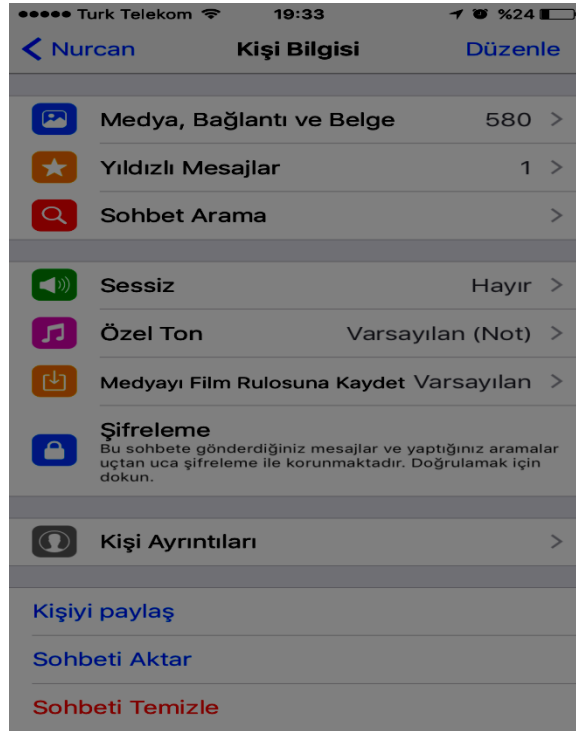 Turk Telekom 19:33 %24
Nurcan Kişi Bilgisi Düzenle
Medya, Bağlantı ve Belge 580
Yıldızlı Mesajlar 1
Sohbet Arama
Sessiz Hayır
Özel Ton Varsayılan (Not)
Medyayı Film Rulosuna Kaydet Varsayılan
Şifreleme
Bu sohbete gönderdiğiniz mesajlar ve yaptığınız aramalar
uçtan uca şifreleme ile korunmaktadır. Doğrulamak için
dokun.
Kişi Ayrıntıları
Kişiyi paylaş
Sohbeti Aktar
Sohbeti Temizle